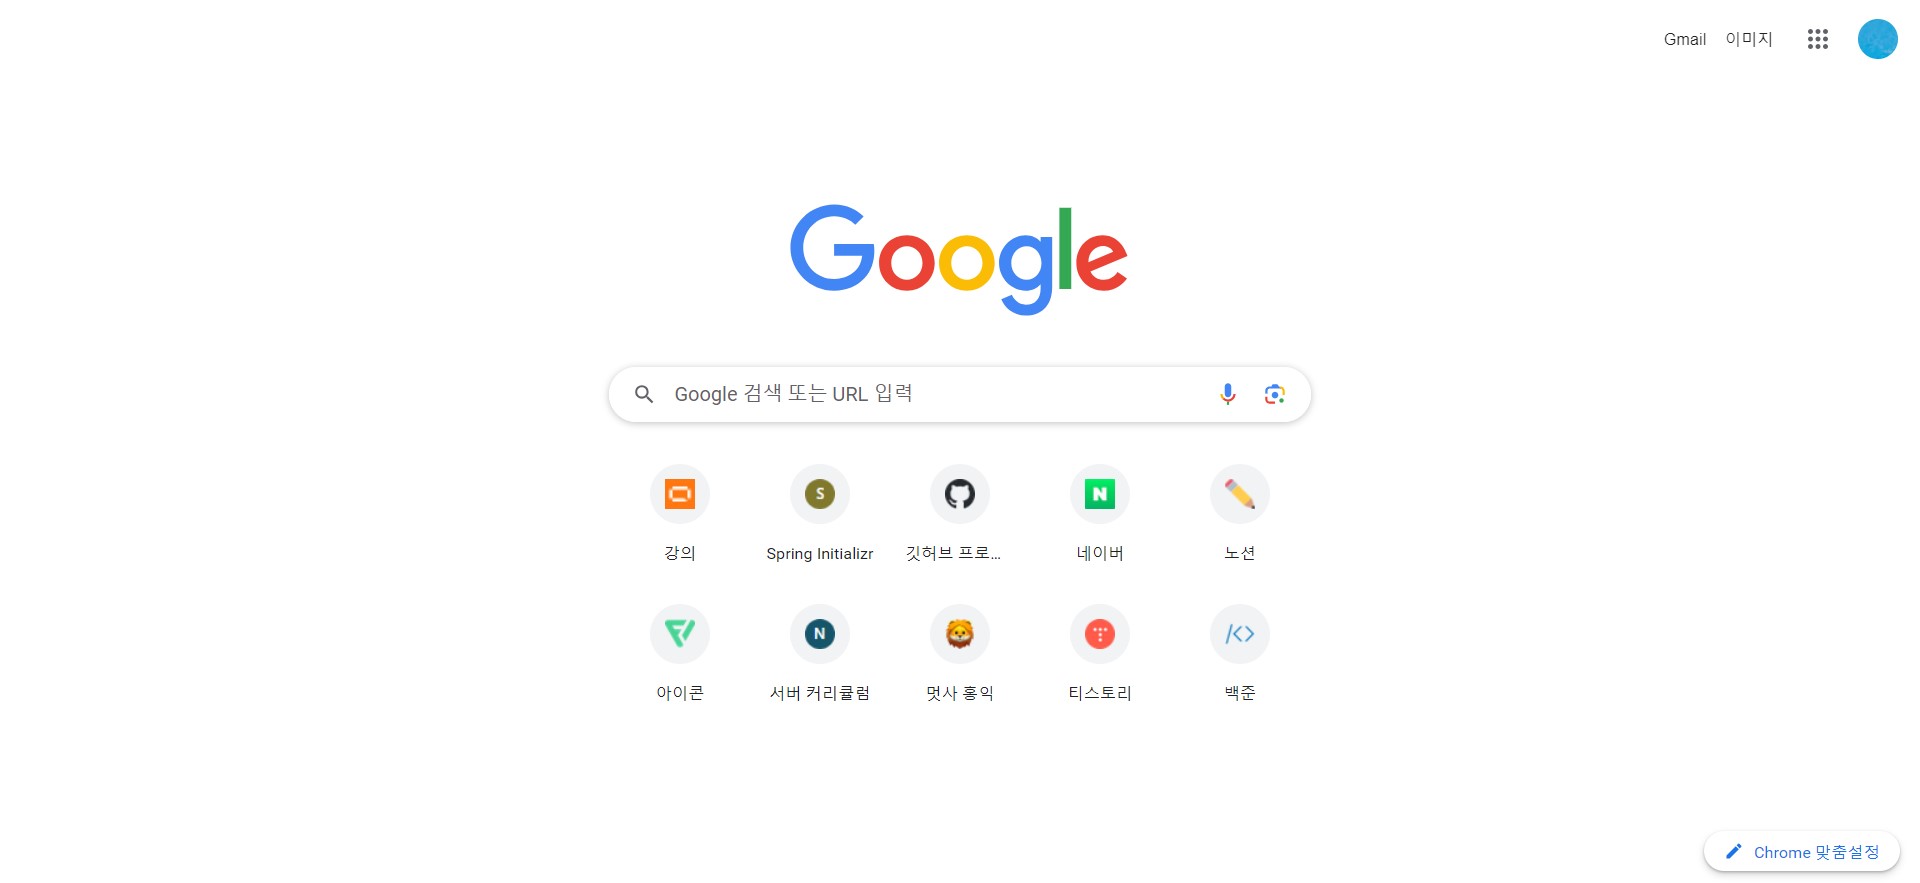 Gmail 이미지
Google
Google 검색 또는 URL 입력
S
N
강의 Spring Initializr 깃허브 프로... 네이버 노션
N
아이콘 서버 커리큘럼 멋사 홍익 티스토리 백준
Chrome 맞춤설정